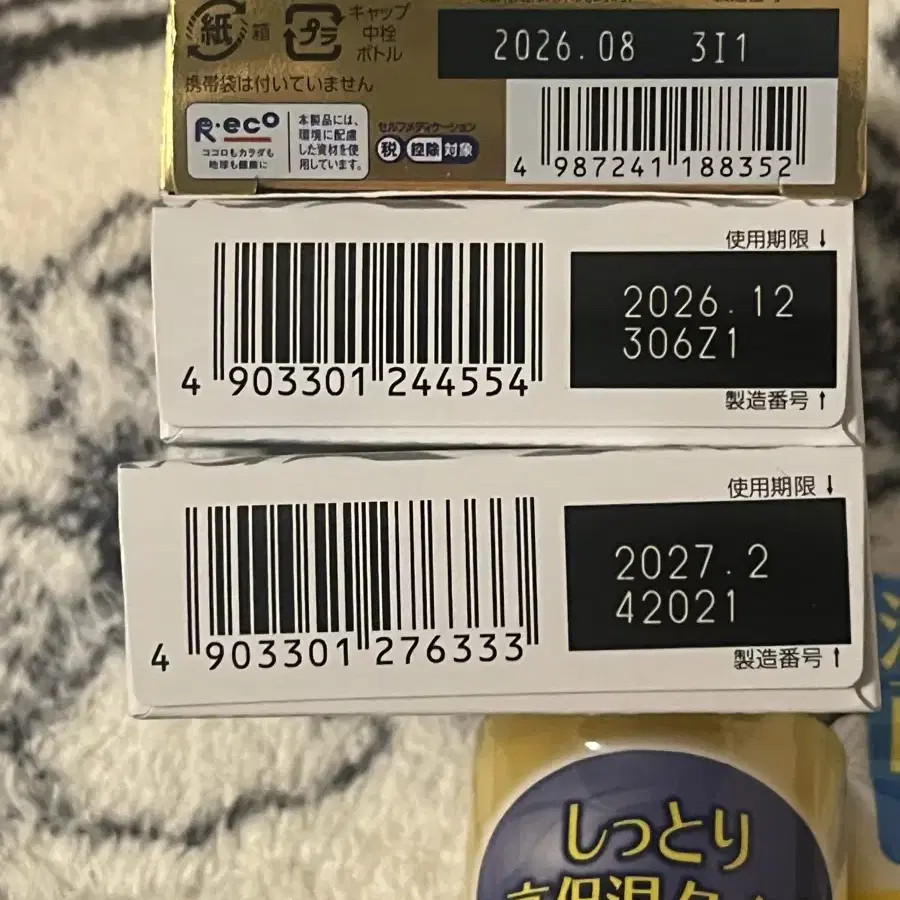 紙
箱
プラ
キャップ
中栓
ボトル
携帯袋は付いていません
2026.08 3I1
R・eco
ココロもカラダも
地球も健康に
本製品には、
環境に配慮
した資材を使
用しています。
セルフメディケーション
税 控除 対象
4 987241 188352
使用期限↓
2026.12
306Z1
製造番号↑
4 903301 244554
使用期限↓
2027.2
42021
製造番号↑
4 903301 276333
しっとり